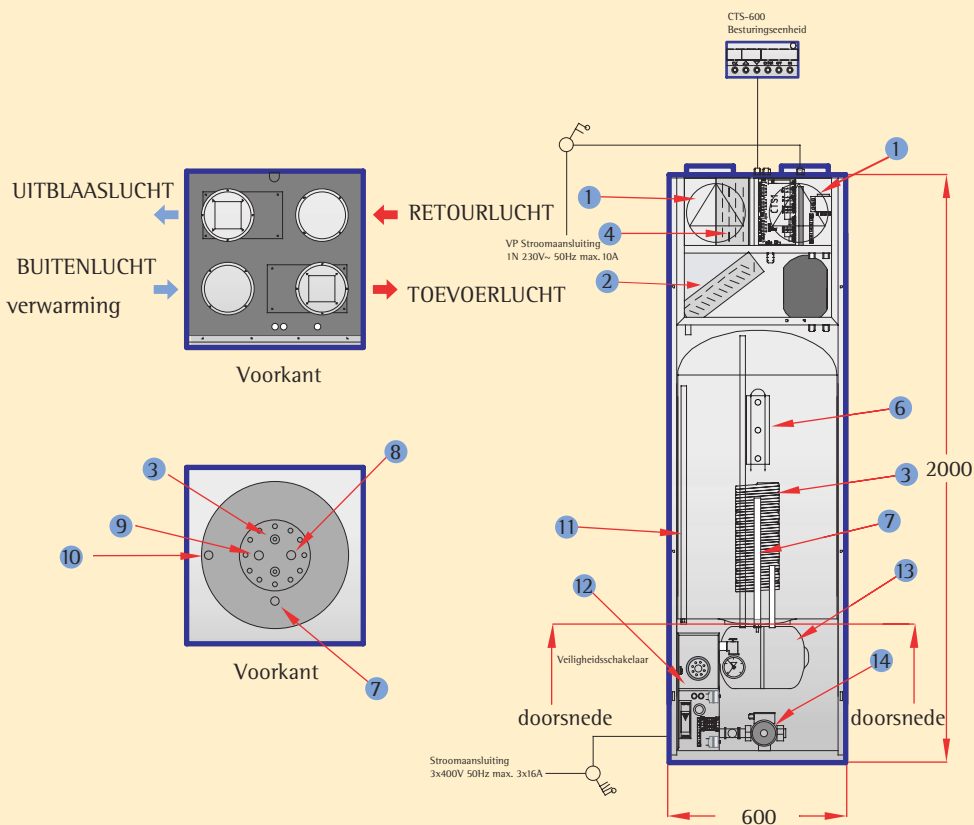 CTS-600
Besturingseenheid
UITBLAASLUCHT
RETOURLUCHT
BUITENLUCHT
verwarming
TOEVOERLUCHT
Voorkant
1
1
4
VP Stroomaansluiting
1N 230V~ 50Hz max. 10A
2
CTS
6
3
2000
7
11
13
12
14
Veiligheidsschakelaar
doorsnede
doorsnede
Stroomaansluiting
3x400V 50Hz max. 3x16A
600
3
8
9
10
7
Voorkant